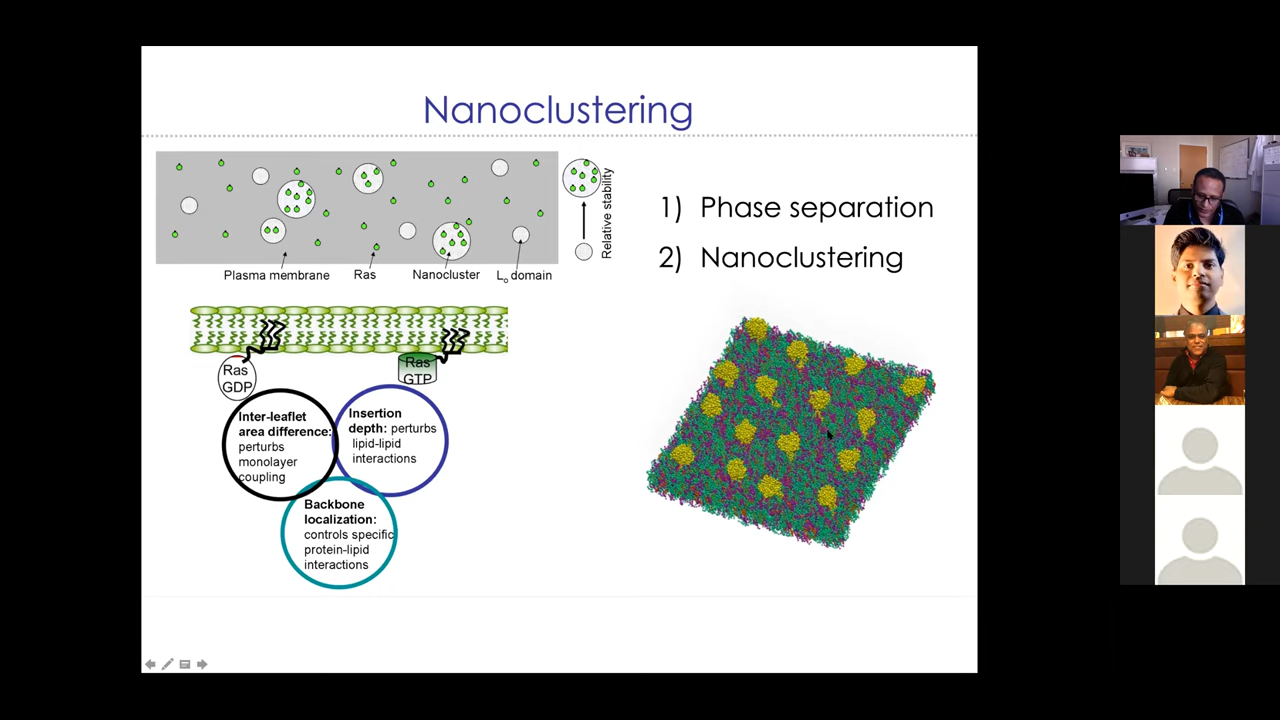 Nanoclustering
Relative stability
Plasma membrane
Ras
Nanocluster
Lo domain
1) Phase separation
2) Nanoclustering
Ras
GDP
Ras
GTP
Inter-leaflet
area difference:
perturbs
monolayer
coupling
Insertion
depth: perturbs
lipid-lipid
interactions
Backbone
localization:
controls specific
protein-lipid
interactions